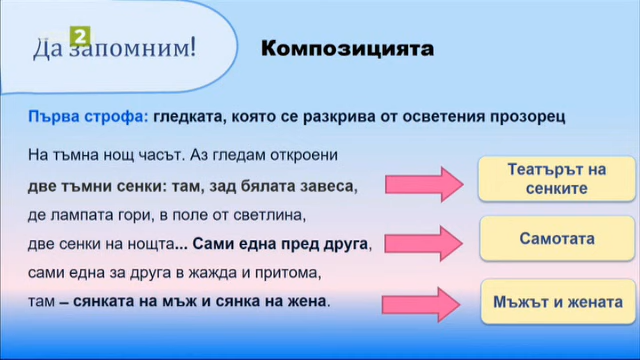 2
Да запомним!
Композицията
Първа строфа: гледката, която се разкрива от осветения прозорец
На тъмна нощ часът. Аз гледам откроени
две тъмни сенки: там, зад бялата завеса,
де лампата гори, в поле от светлина,
две сенки на нощта... Сами една пред друга,
сами една за друга в жажда и притома,
там – сянката на мъж и сянка на жена.
Театърът на
сенките
Самотата
Мъжът и жената